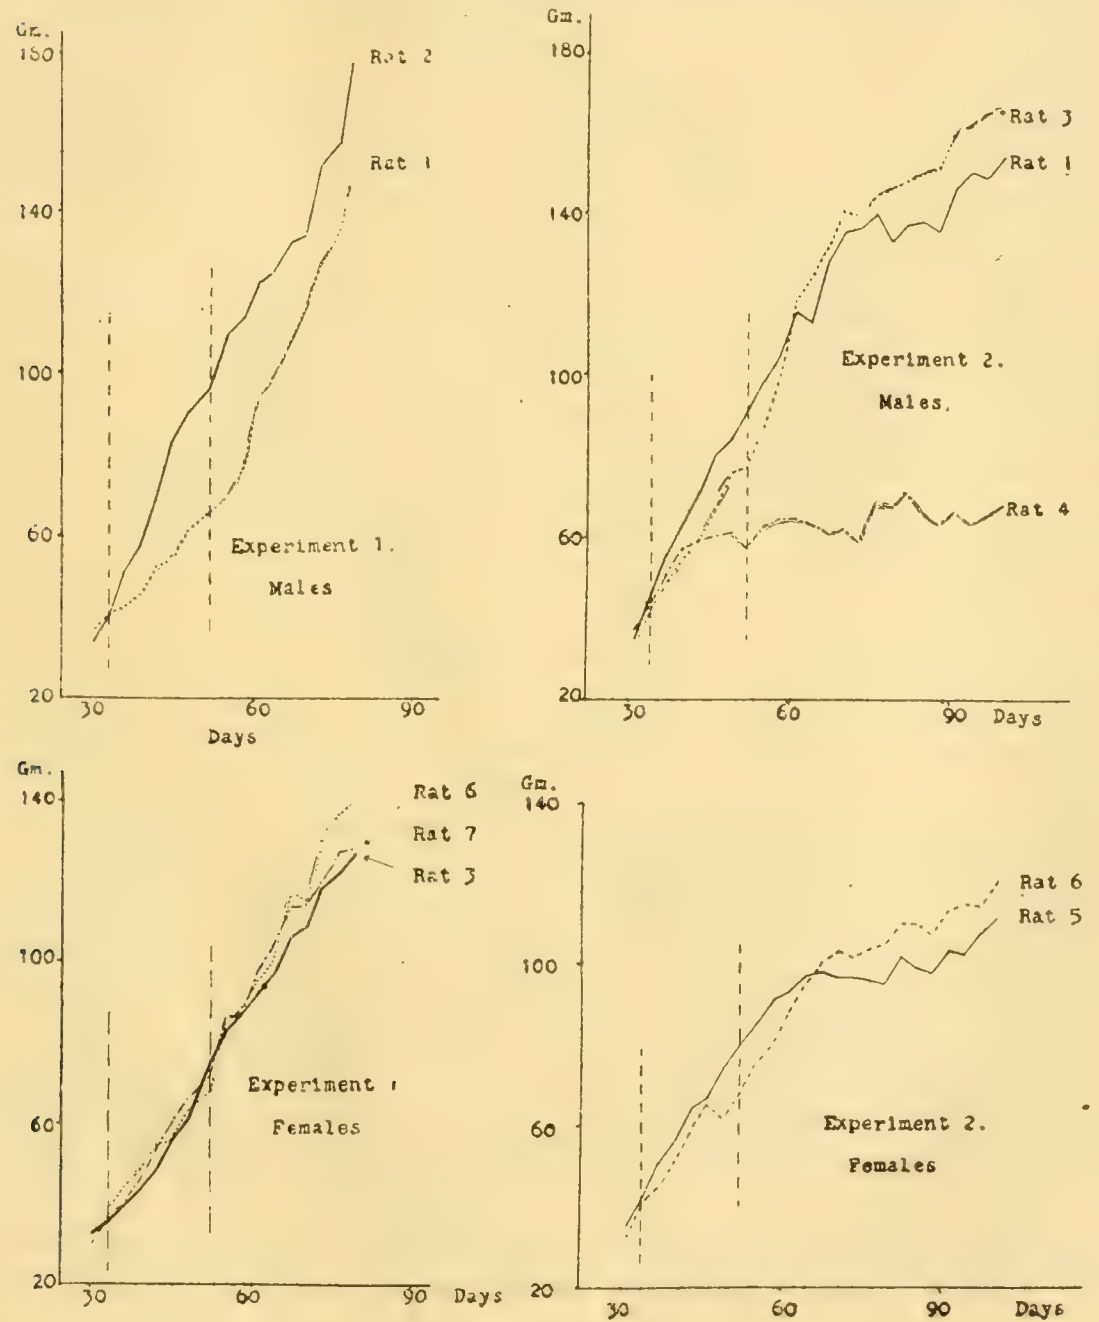 Gm.
180
Rat 2
Rat 1
140
100
60
20
Experiment 1.
Males
30 60 90
Days
Gm.
180
Rat 3
Rat 1
140
100
60
20
Experiment 2.
Males.
Rat 4
30 60 90 Days
Gm.
140
Rat 6
Rat 7
Rat 3
100
60
20
Experiment 1
Females
30 60 90 Days
Gm.
140
Rat 6
Rat 5
100
60
20
Experiment 2.
Females
30 60 90 Days